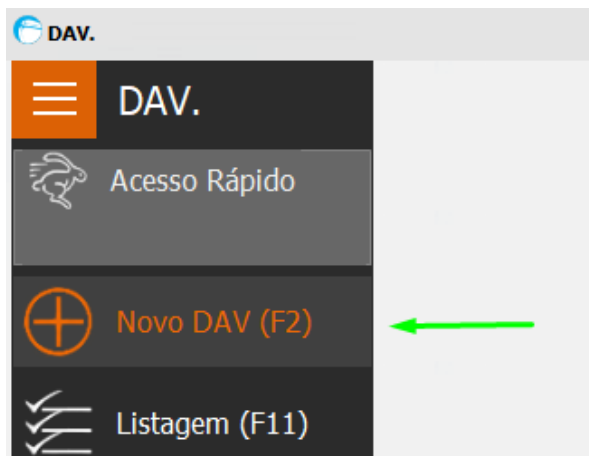 DAV.
DAV.
Acesso Rápido
Novo DAV (F2)
Listagem (F11)